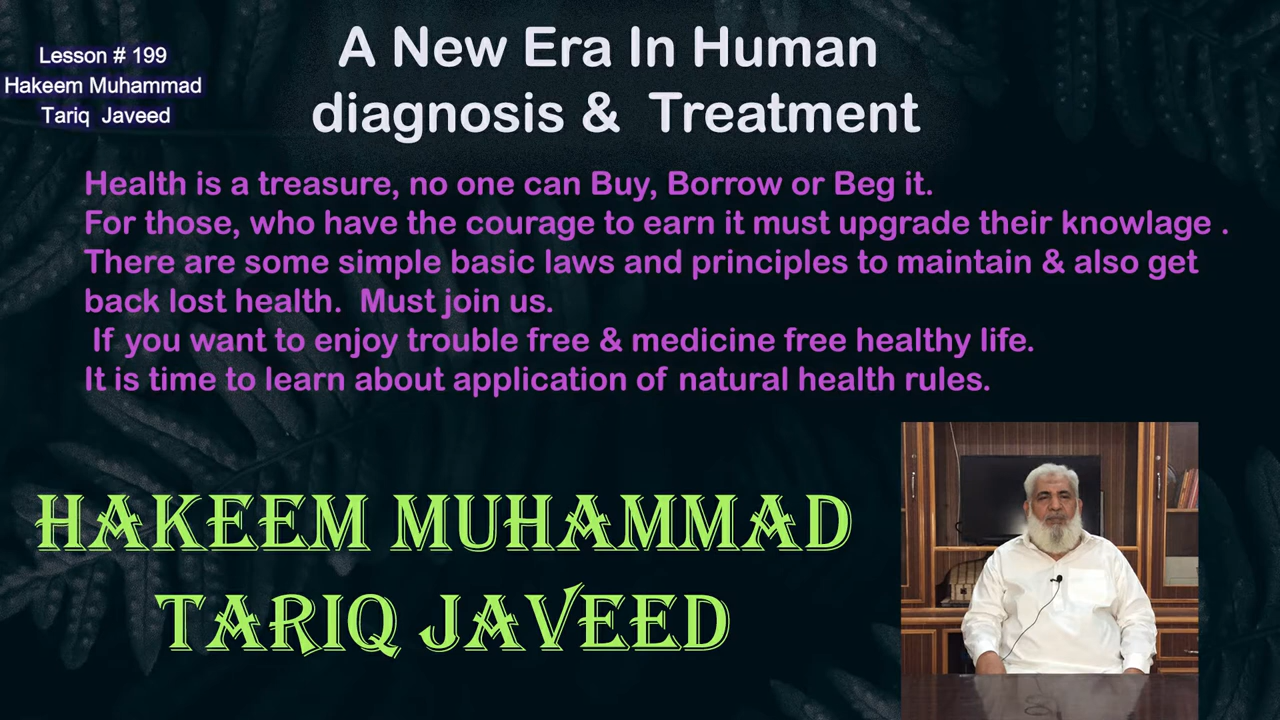 Lesson # 199
Hakeem Muhammad
Tariq Javeed
A New Era In Human
diagnosis & Treatment
Health is a treasure, no one can Buy, Borrow or Beg it.
For those, who have the courage to earn it must upgrade their knowlage .
There are some simple basic laws and principles to maintain & also get
back lost health. Must join us.
If you want to enjoy trouble free & medicine free healthy life.
It is time to learn about application of natural health rules.
HAKEEM MUHAMMAD
TARIQ JAVEED